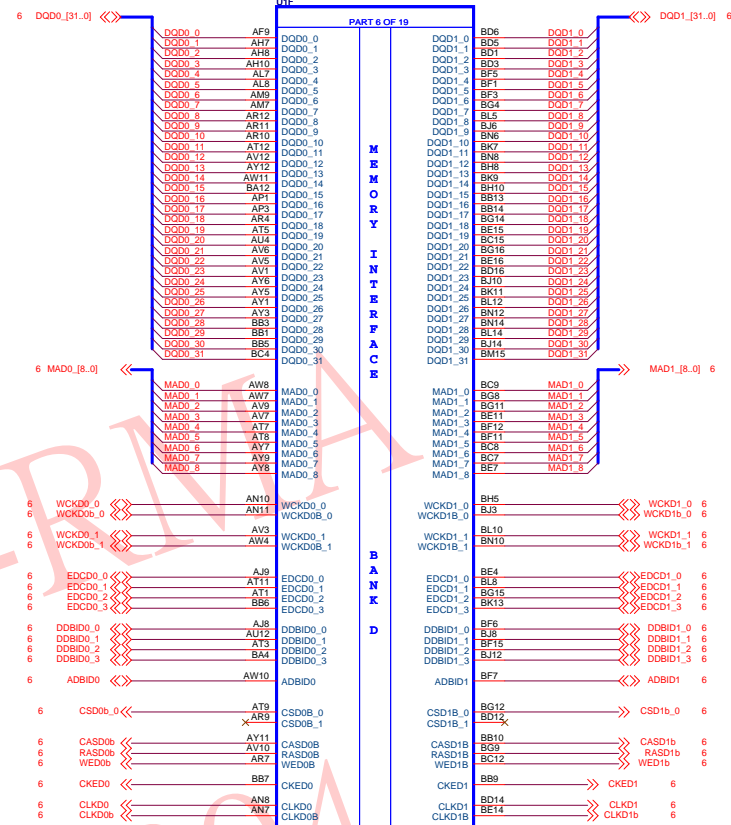 U1F
6 DQD0_[31..0] DQD1_[31..0] 6
PART 6 OF 19
DQD0_0 AF9 DQD0_0 DQD1_0 BD6 DQD1_0
DQD0_1 AH7 DQD0_1 DQD1_1 BD5 DQD1_1
DQD0_2 AH8 DQD0_2 DQD1_2 BD1 DQD1_2
DQD0_3 AH10 DQD0_3 DQD1_3 BD3 DQD1_3
DQD0_4 AL7 DQD0_4 DQD1_4 BF5 DQD1_4
DQD0_5 AL8 DQD0_5 DQD1_5 BF1 DQD1_5
DQD0_6 AM9 DQD0_6 DQD1_6 BF3 DQD1_6
DQD0_7 AM7 DQD0_7 DQD1_7 BG4 DQD1_7
DQD0_8 AR12 DQD0_8 DQD1_8 BL5 DQD1_8
DQD0_9 AR11 DQD0_9 DQD1_9 BJ6 DQD1_9
DQD0_10 AR10 DQD0_10 DQD1_10 BN6 DQD1_10
DQD0_11 AT12 DQD0_11 DQD1_11 BK7 DQD1_11
DQD0_12 AV12 DQD0_12 DQD1_12 BN8 DQD1_12
DQD0_13 AY12 DQD0_13 DQD1_13 BH8 DQD1_13
DQD0_14 AW11 DQD0_14 DQD1_14 BK9 DQD1_14
DQD0_15 BA12 DQD0_15 DQD1_15 BH10 DQD1_15
DQD0_16 AP1 DQD0_16 DQD1_16 BB13 DQD1_16
DQD0_17 AP3 DQD0_17 DQD1_17 BB14 DQD1_17
DQD0_18 AR4 DQD0_18 DQD1_18 BG14 DQD1_18
DQD0_19 AT5 DQD0_19 DQD1_19 BE15 DQD1_19
DQD0_20 AU4 DQD0_20 DQD1_20 BC15 DQD1_20
DQD0_21 AV6 DQD0_21 DQD1_21 BG16 DQD1_21
DQD0_22 AV5 DQD0_22 DQD1_22 BE16 DQD1_22
DQD0_23 AV1 DQD0_23 DQD1_23 BD16 DQD1_23
DQD0_24 AY6 DQD0_24 DQD1_24 BJ10 DQD1_24
DQD0_25 AY5 DQD0_25 DQD1_25 BK11 DQD1_25
DQD0_26 AY1 DQD0_26 DQD1_26 BL12 DQD1_26
DQD0_27 AY3 DQD0_27 DQD1_27 BN12 DQD1_27
DQD0_28 BB3 DQD0_28 DQD1_28 BN14 DQD1_28
DQD0_29 BB1 DQD0_29 DQD1_29 BL14 DQD1_29
DQD0_30 BB5 DQD0_30 DQD1_30 BJ14 DQD1_30
DQD0_31 BC4 DQD0_31 DQD1_31 BM15 DQD1_31
MEMORY INTERFACE
6 MAD0_[8..0] MAD1_[8..0] 6
MAD0_0 AW8 MAD0_0 MAD1_0 BC9 MAD1_0
MAD0_1 AW7 MAD0_1 MAD1_1 BG8 MAD1_1
MAD0_2 AV9 MAD0_2 MAD1_2 BG11 MAD1_2
MAD0_3 AV7 MAD0_3 MAD1_3 BE11 MAD1_3
MAD0_4 AT7 MAD0_4 MAD1_4 BF12 MAD1_4
MAD0_5 AT8 MAD0_5 MAD1_5 BF11 MAD1_5
MAD0_6 AY7 MAD0_6 MAD1_6 BC8 MAD1_6
MAD0_7 AY9 MAD0_7 MAD1_7 BC7 MAD1_7
MAD0_8 AY8 MAD0_8 MAD1_8 BE7 MAD1_8
6 WCKD0_0 AN10 WCKD0_0 WCKD1_0 BH5 WCKD1_0 6
6 WCKD0b_0 AN11 WCKD0B_0 WCKD1B_0 BJ3 WCKD1b_0 6
6 WCKD0_1 AV3 WCKD0_1 WCKD1_1 BL10 WCKD1_1 6
6 WCKD0b_1 AW4 WCKD0B_1 WCKD1B_1 BN10 WCKD1b_1 6
BANK D
6 EDCD0_0 AJ9 EDCD0_0 EDCD1_0 BE4 EDCD1_0 6
6 EDCD0_1 AT11 EDCD0_1 EDCD1_1 BL8 EDCD1_1 6
6 EDCD0_2 AT1 EDCD0_2 EDCD1_2 BG15 EDCD1_2 6
6 EDCD0_3 BB6 EDCD0_3 EDCD1_3 BK13 EDCD1_3 6
6 DDBID0_0 AJ8 DDBID0_0 DDBID1_0 BF6 DDBID1_0 6
6 DDBID0_1 AU12 DDBID0_1 DDBID1_1 BJ8 DDBID1_1 6
6 DDBID0_2 AT3 DDBID0_2 DDBID1_2 BF15 DDBID1_2 6
6 DDBID0_3 BA4 DDBID0_3 DDBID1_3 BJ12 DDBID1_3 6
6 ADBID0 AW10 ADBID0 ADBID1 BF7 ADBID1 6
6 CSD0b_0 AT9 CSD0B_0 CSD1B_0 BG12 CSD1b_0 6
AR9 CSD0B_1 CSD1B_1 BD12
6 CASD0b AY11 CASD0B CASD1B BB10 CASD1b 6
6 RASD0b AV10 RASD0B RASD1B BG9 RASD1b 6
6 WED0b AR7 WED0B WED1B BC12 WED1b 6
6 CKED0 BB7 CKED0 CKED1 BB9 CKED1 6
6 CLKD0 AN8 CLKD0 CLKD1 BD14 CLKD1 6
6 CLKD0b AN7 CLKD0B CLKD1B BE14 CLKD1b 6
-RMA